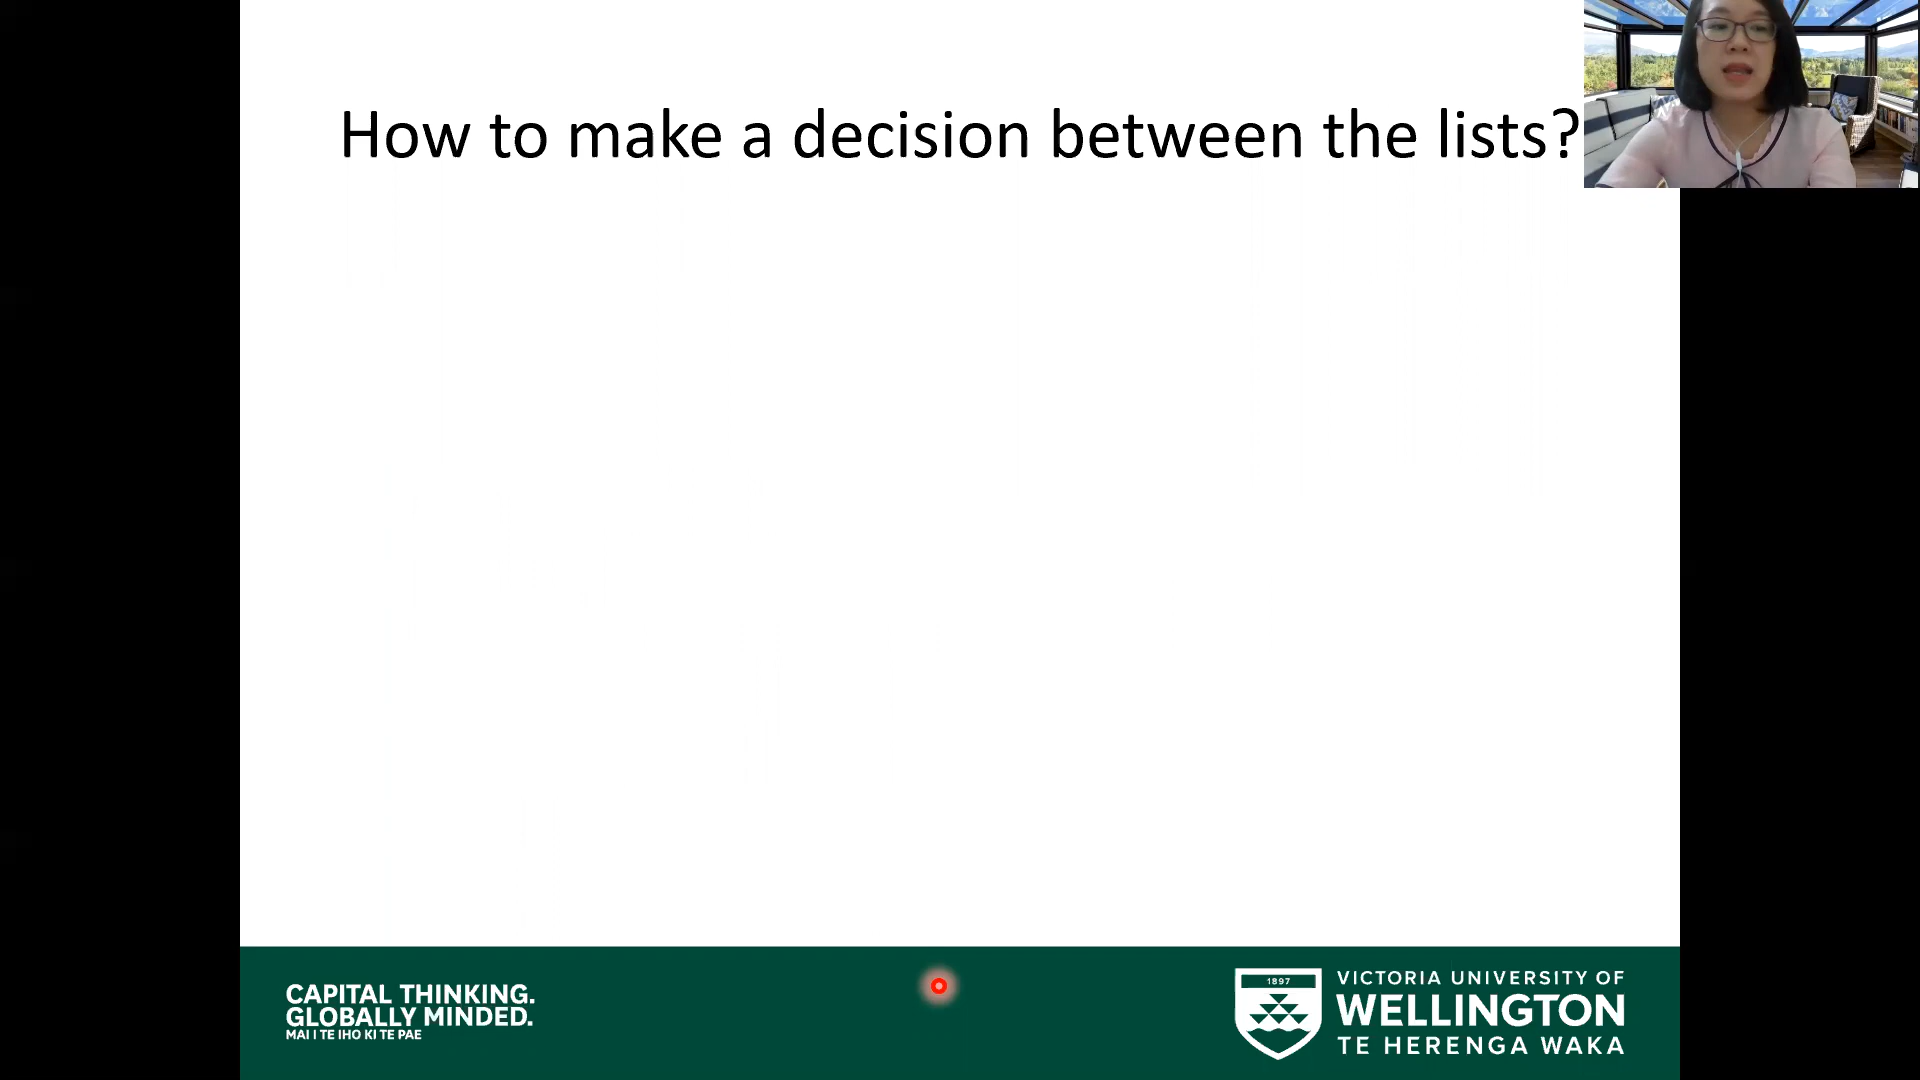 How to make a decision between the lists?
CAPITAL THINKING.
GLOBALLY MINDED.
MAI I TE IHO KI TE PAE
1897
VICTORIA UNIVERSITY OF
WELLINGTON
TE HERENGA WAKA